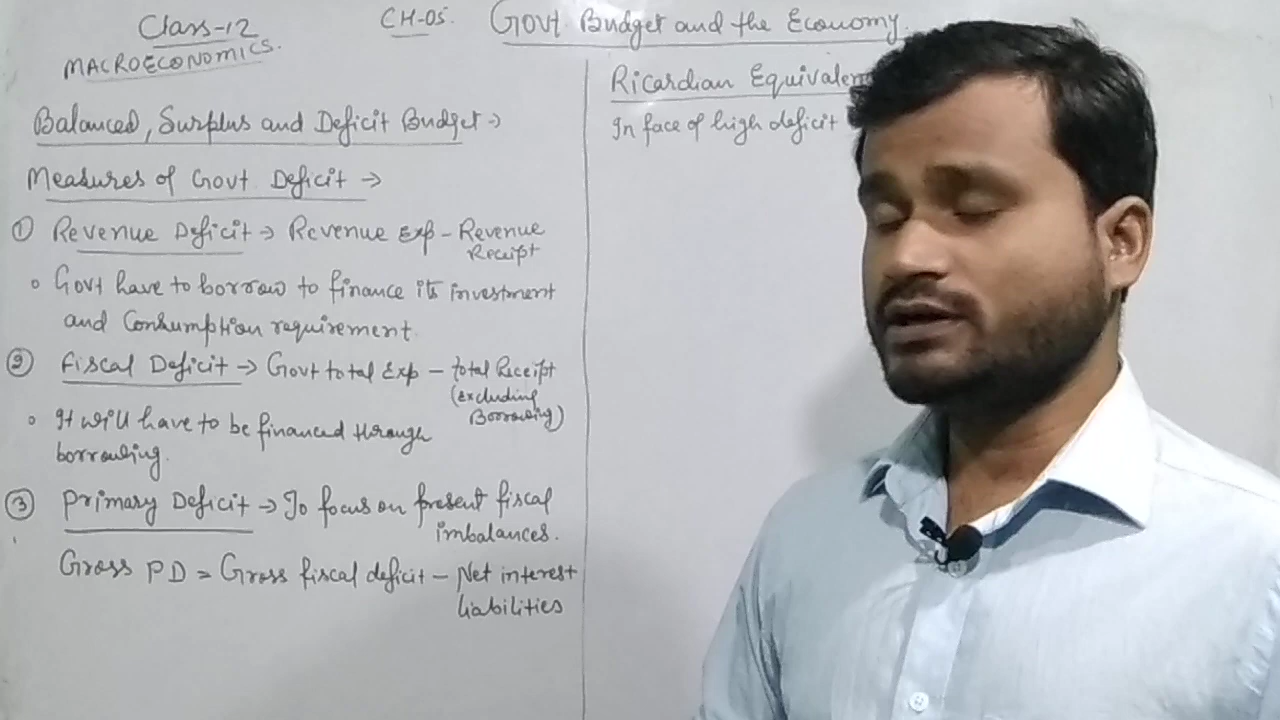 Class-12
MACROECONOMICS.
CH-05.
Govt. Budget and the Economy.
Balanced, Surplus and Deficit Budget →
Measures of Govt Deficit →
① Revenue Deficit → Revenue Exp - Revenue
Receipt
• Govt have to borrow to finance its investment
and Consumption requirement.
② Fiscal Deficit → Govt total Exp - total Receipt
(excluding
Borrowing)
• It will have to be financed through
borrowing.
③ Primary Deficit → To focus on present fiscal
imbalances.
Gross PD = Gross fiscal deficit - Net interest
liabilities
Ricardian Equivalen
In face of high deficit